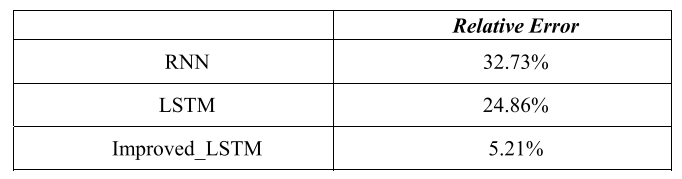 Relative Error
RNN 32.73%
LSTM 24.86%
Improved_LSTM 5.21%